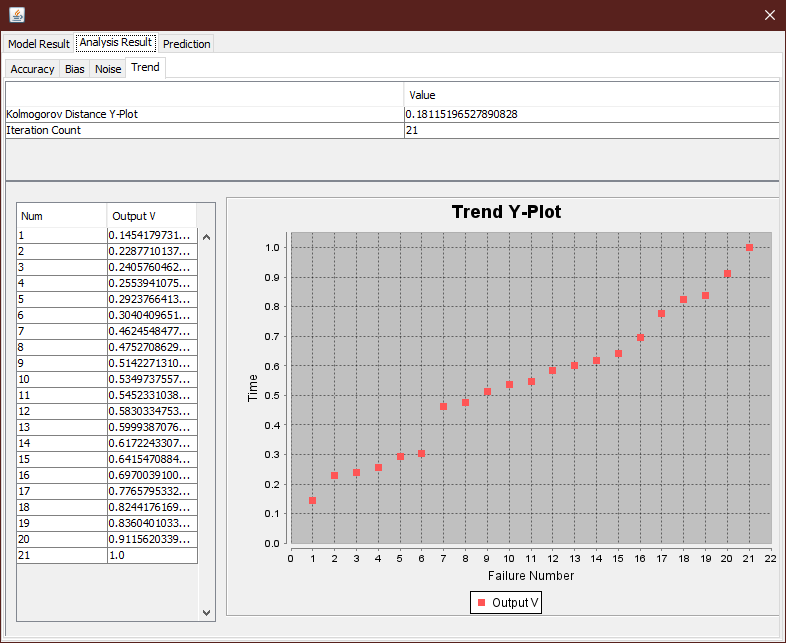 Model Result Analysis Result Prediction
Accuracy Bias Noise Trend
Value
Kolmogorov Distance Y-Plot 0.18115196527890828
Iteration Count 21
Num Output V
1 0.1454179731...
2 0.2287710137...
3 0.2405760462...
4 0.2553941075...
5 0.2923766413...
6 0.3040409651...
7 0.4624548477...
8 0.4752708629...
9 0.5142271310...
10 0.5349737557...
11 0.5452331038...
12 0.5830334753...
13 0.5999387076...
14 0.6172243307...
15 0.6415470884...
16 0.6970039100...
17 0.7765795332...
18 0.8244176169...
19 0.8360401033...
20 0.9115620339...
21 1.0
Trend Y-Plot
1.0
0.9
0.8
0.7
0.6
0.5
0.4
0.3
0.2
0.1
0.0
Time
0 1 2 3 4 5 6 7 8 9 10 11 12 13 14 15 16 17 18 19 20 21 22
Failure Number
Output V